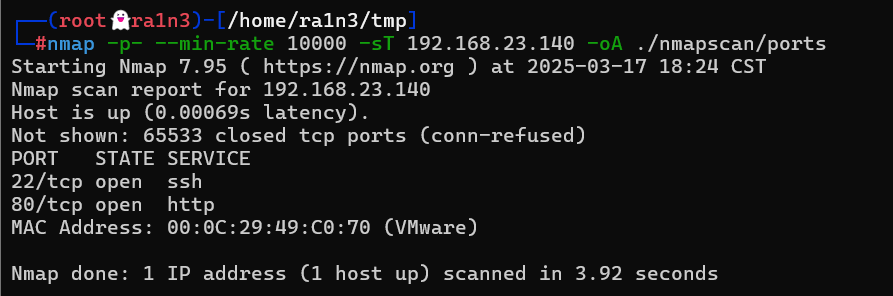 ┌──(root👻ra1n3)-[/home/ra1n3/tmp]
└─#nmap -p- --min-rate 10000 -sT 192.168.23.140 -oA ./nmapscan/ports
Starting Nmap 7.95 ( https://nmap.org ) at 2025-03-17 18:24 CST
Nmap scan report for 192.168.23.140
Host is up (0.00069s latency).
Not shown: 65533 closed tcp ports (conn-refused)
PORT   STATE SERVICE
22/tcp open  ssh
80/tcp open  http
MAC Address: 00:0C:29:49:C0:70 (VMware)
Nmap done: 1 IP address (1 host up) scanned in 3.92 seconds